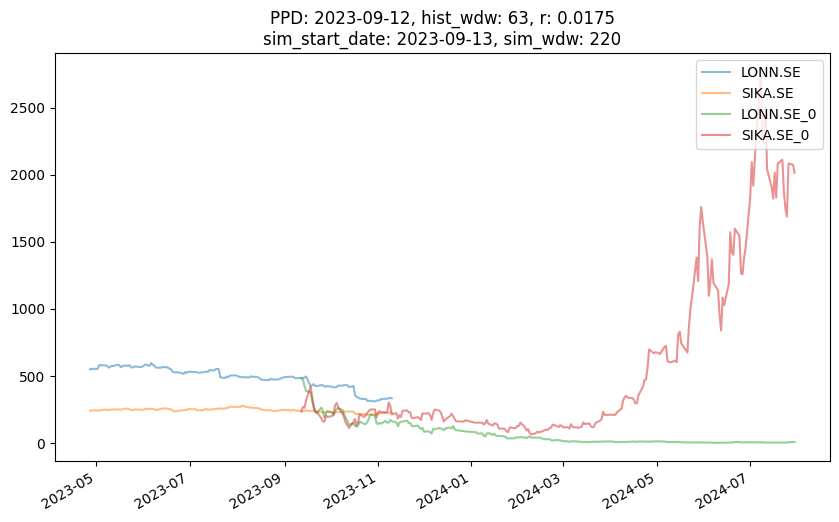 PPD: 2023-09-12, hist_wdw: 63, r: 0.0175
sim_start_date: 2023-09-13, sim_wdw: 220
LONN.SE
SIKA.SE
LONN.SE_0
SIKA.SE_0
2500
2000
1500
1000
500
0
2023-05
2023-07
2023-09
2023-11
2024-01
2024-03
2024-05
2024-07